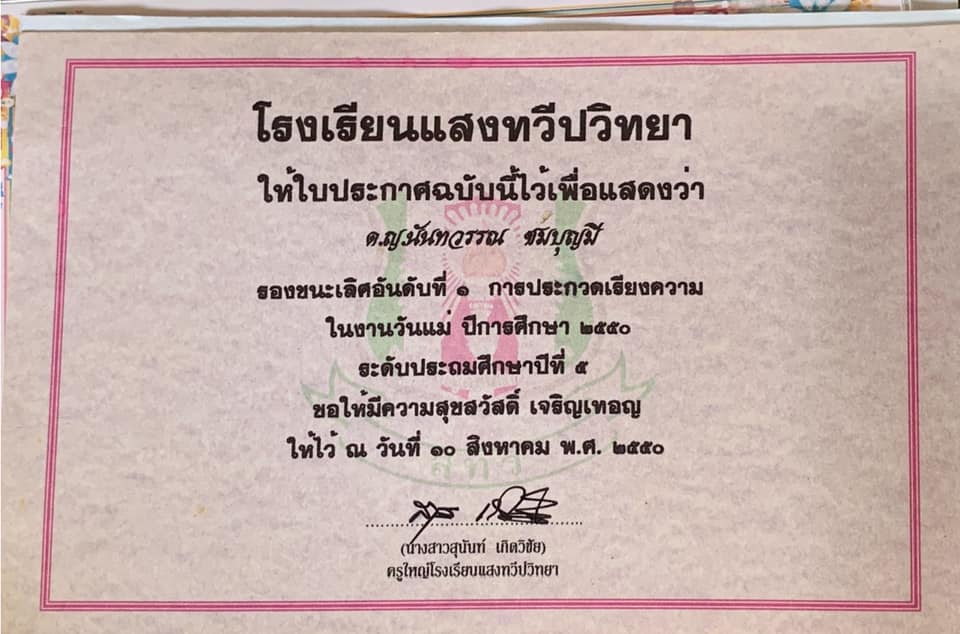 โรงเรียนแสงทวีปวิทยา
ให้ใบประกาศฉบับนี้ไว้เพื่อแสดงว่า
ด.ญ.นันทวรรณ ชมบุญมี
รองชนะเลิศอันดับที่ ๑ การประกวดเรียงความ
ในงานวันแม่ ปีการศึกษา ๒๕๕๐
ระดับประถมศึกษาปีที่ ๕
ขอให้มีความสุขสวัสดิ์ เจริญเทอญ
ให้ไว้ ณ วันที่ ๑๐ สิงหาคม พ.ศ. ๒๕๕๐
ส ท ว
(นางสาวสุนันท์ เกิดวิชัย)
ครูใหญ่โรงเรียนแสงทวีปวิทยา